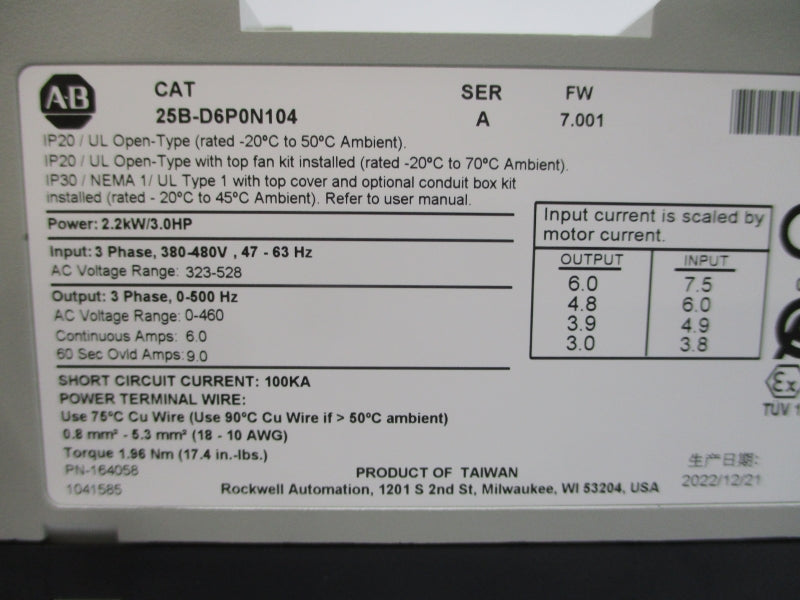 A-B
CAT SER FW
25B-D6P0N104 A 7.001
IP20 / UL Open-Type (rated -20°C to 50°C Ambient).
IP20 / UL Open-Type with top fan kit installed (rated -20°C to 70°C Ambient).
IP30 / NEMA 1/ UL Type 1 with top cover and optional conduit box kit
installed (rated - 20°C to 45°C Ambient). Refer to user manual.
Power: 2.2kW/3.0HP
Input: 3 Phase, 380-480V , 47 - 63 Hz
AC Voltage Range: 323-528
Output: 3 Phase, 0-500 Hz
AC Voltage Range: 0-460
Continuous Amps: 6.0
60 Sec Ovld Amps: 9.0
Input current is scaled by
motor current.
OUTPUT INPUT
6.0 7.5
4.8 6.0
3.9 4.9
3.0 3.8
SHORT CIRCUIT CURRENT: 100KA
POWER TERMINAL WIRE:
Use 75°C Cu Wire (Use 90°C Cu Wire if > 50°C ambient)
0.8 mm² - 5.3 mm² (18 - 10 AWG)
Torque 1.96 Nm (17.4 in.-lbs.)
PN-164058
1041585
PRODUCT OF TAIWAN
Rockwell Automation, 1201 S 2nd St, Milwaukee, WI 53204, USA
Ex
TUV 1
生产日期:
2022/12/21